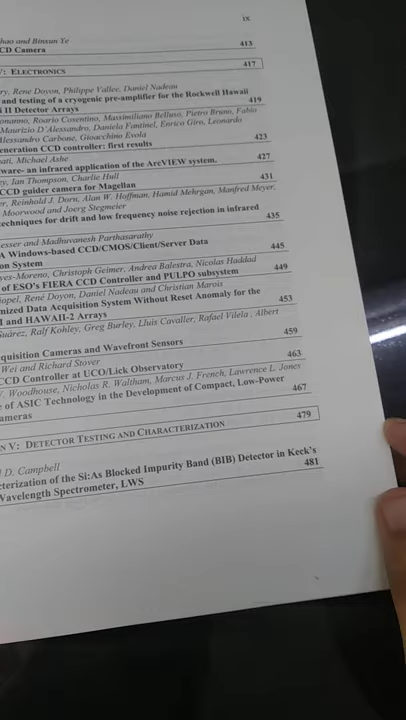 ix
hao and Binxun Ye
CD Camera 413
V: ELECTRONICS 417
ry, Rene Doyon, Philippe Vallee, Daniel Nadeau
and testing of a cryogenic pre-amplifier for the Rockwell Hawaii
II Detector Arrays 419
onanno, Roario Cosentino, Massimiliano Belluso, Pietro Bruno, Fabio
Maurizio D'Alessandro, Daniela Fantinel, Enrico Giro, Leonardo
Alessandro Carbone, Gioacchino Evola
eneration CCD controller: first results 423
ati, Michael Ashe
ware- an infrared application of the ArcVIEW system. 427
ey, Ian Thompson, Charlie Hull
CCD guider camera for Magellan 431
er, Reinhold J. Dorn, Alan W. Hoffman, Hamid Mehrgan, Manfred Meyer,
Moorwood and Joerg Stegmeier
techniques for drift and low frequency noise rejection in infrared
435
esser and Madhuvanesh Parthasarathy
A Windows-based CCD/CMOS/Client/Server Data
on System 445
eyes-Moreno, Christoph Geimer, Andrea Balestra, Nicolas Haddad
of ESO's FIERA CCD Controller and PULPO subsystem 449
iopel, René Doyon, Daniel Nadeau and Christian Marois
mized Data Acquisition System Without Reset Anomaly for the
I and HAWAII-2 Arrays 453
Suárez, Ralf Kohley, Greg Burley, Lluis Cavaller, Rafael Vilela, Albert
quisition Cameras and Wavefront Sensors 459
Wei and Richard Stover
CCD Controller at UCO/Lick Observatory 463
W. Woodhouse, Nicholas R. Waltham, Marcus J. French, Lawrence L. Jones
e of ASIC Technology in the Development of Compact, Low-Power
ameras 467
N V: DETECTOR TESTING AND CHARACTERIZATION 479
d D. Campbell
cterization of the Si:As Blocked Impurity Band (BIB) Detector in Keck's
Wavelength Spectrometer, LWS 481